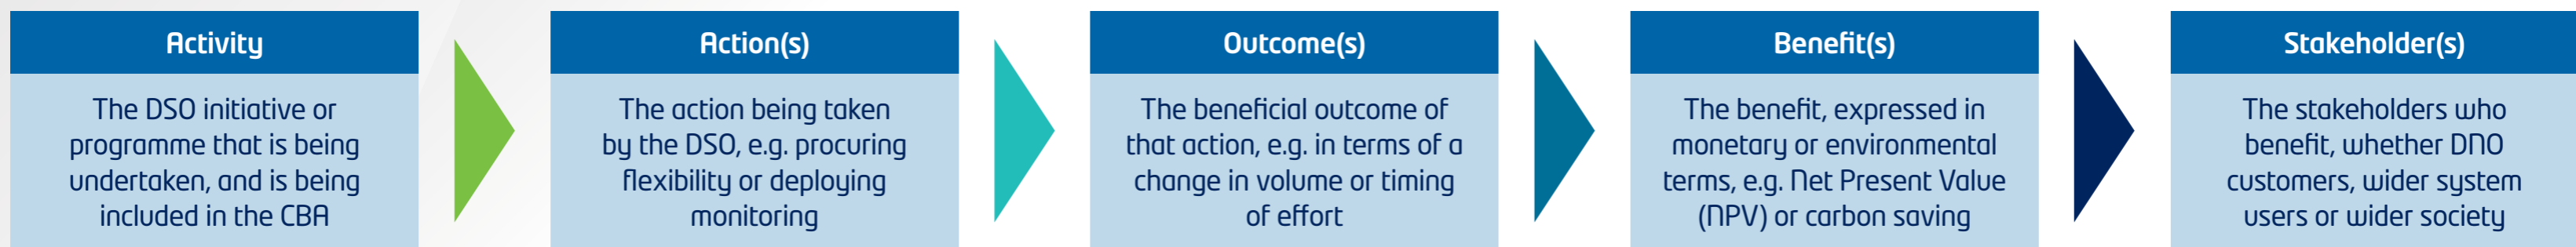 Activity
The DSO initiative or
programme that is being
undertaken, and is being
included in the CBA
Action(s)
The action being taken
by the DSO, e.g. procuring
flexibility or deploying
monitoring
Outcome(s)
The beneficial outcome of
that action, e.g. in terms of a
change in volume or timing
of effort
Benefit(s)
The benefit, expressed in
monetary or environmental
terms, e.g. Net Present Value
(NPV) or carbon saving
Stakeholder(s)
The stakeholders who
benefit, whether DNO
customers, wider system
users or wider society